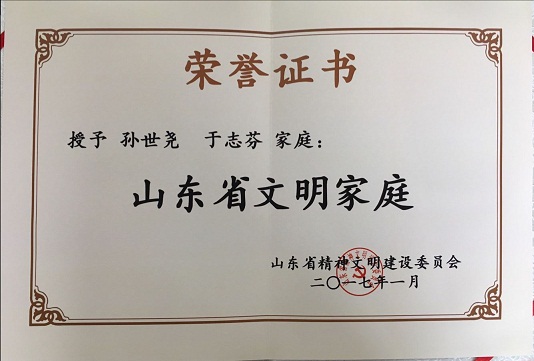 荣誉证书
授予 孙世尧 于志芬 家庭：
山东省文明家庭
山东省精神文明建设委员会
二〇一七年一月